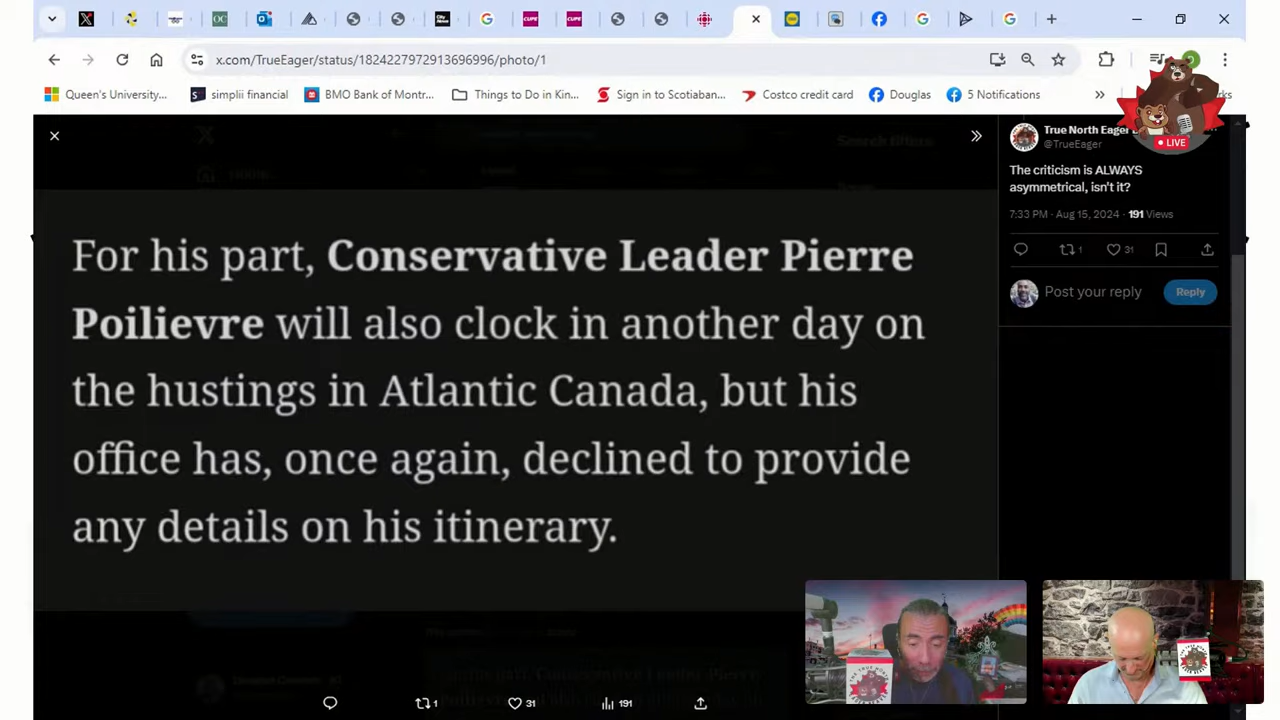 x.com/TrueEager/status/1824227972913696996/photo/1
Queen's University...
simplii financial
BMO Bank of Montr...
Things to Do in Kin...
Sign in to Scotiaban...
Costco credit card
Douglas
5 Notifications
LIVE
True North Eager
@TrueEager
The criticism is ALWAYS
asymmetrical, isn't it?
7:33 PM · Aug 15, 2024 · 191 Views
1
31
Post your reply
Reply
For his part, Conservative Leader Pierre
Poilievre will also clock in another day on
the hustings in Atlantic Canada, but his
office has, once again, declined to provide
any details on his itinerary.
1
31
191